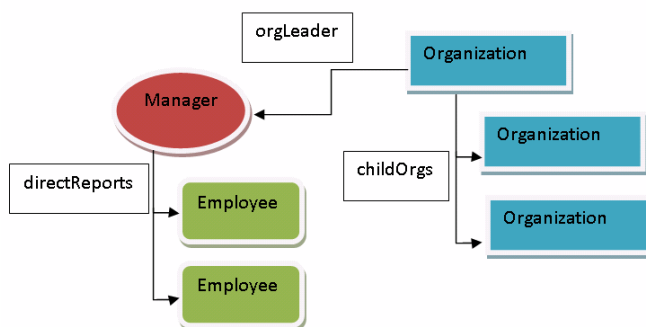 orgLeader
Organization
Manager
Organization
childOrgs
directReports
Employee
Organization
Employee